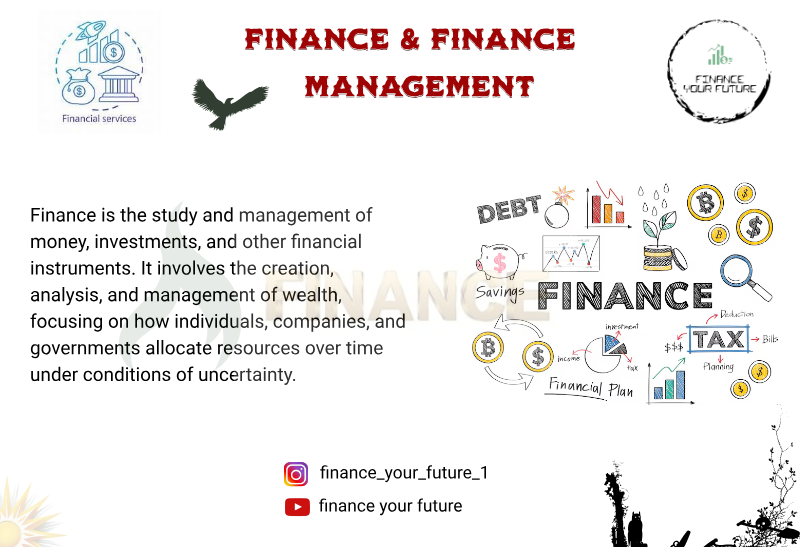 FINANCE & FINANCE
MANAGEMENT
Financial services
FINANCE
YOUR FUTURE
Finance is the study and management of
money, investments, and other financial
instruments. It involves the creation,
analysis, and management of wealth,
focusing on how individuals, companies, and
governments allocate resources over time
under conditions of uncertainty.
FINANCE
DEBT
Savings
FINANCE
Deduction
$$$
TAX
Bills
Planning
investment
income
tax
Financial Plan
finance_your_future_1
finance your future